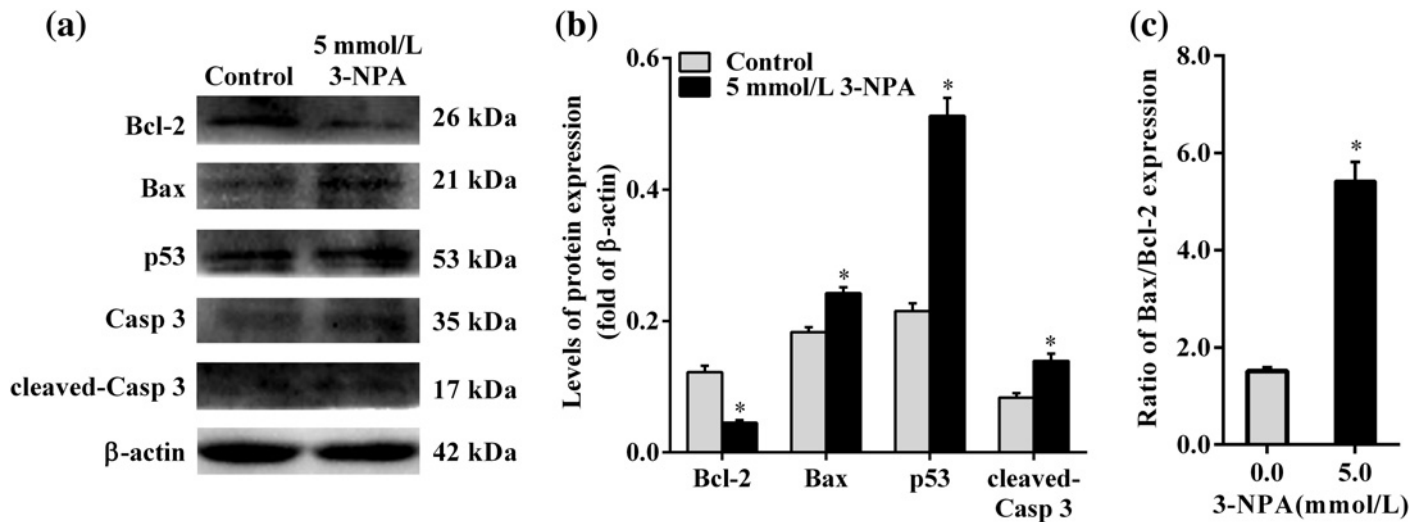 (a)
Control
5 mmol/L
3-NPA
Bcl-2
26 kDa
Bax
21 kDa
p53
53 kDa
Casp 3
35 kDa
cleaved-Casp 3
17 kDa
β-actin
42 kDa
(b)
Levels of protein expression
(fold of β-actin)
0.6
0.4
0.2
0.0
Control
5 mmol/L 3-NPA
*
*
*
*
Bcl-2
Bax
p53
cleaved-
Casp 3
(c)
Ratio of Bax/Bcl-2 expression
8.0
6.0
4.0
2.0
0.0
*
0.0
5.0
3-NPA(mmol/L)